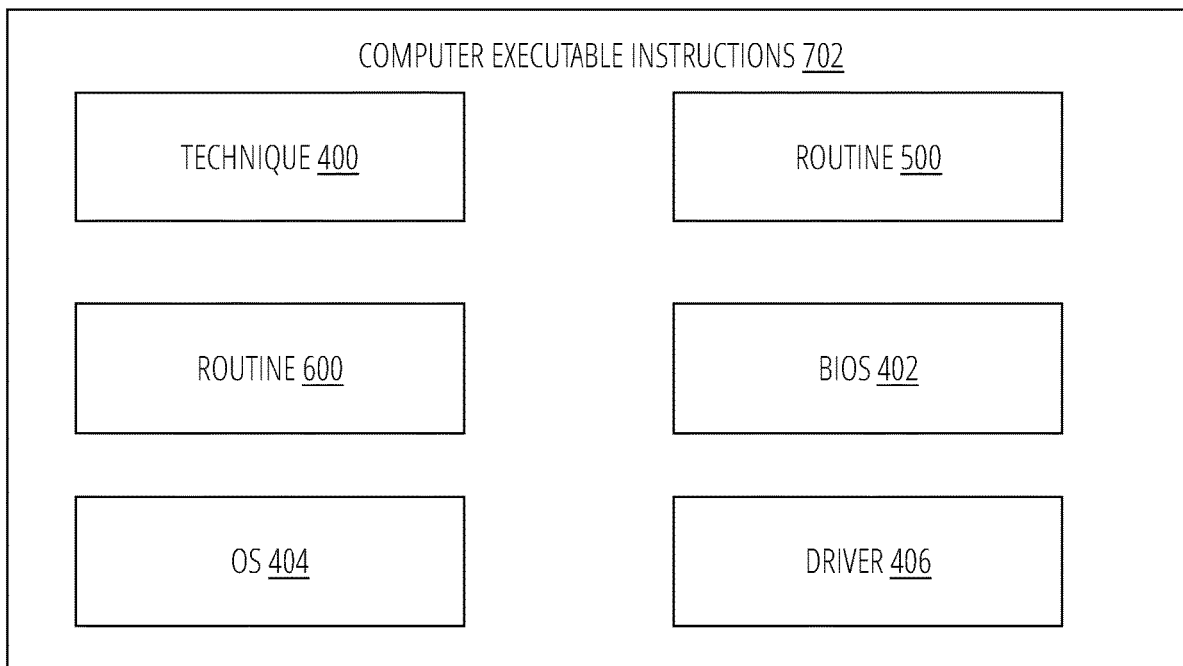 COMPUTER EXECUTABLE INSTRUCTIONS 702
TECHNIQUE 400
ROUTINE 500
ROUTINE 600
BIOS 402
OS 404
DRIVER 406